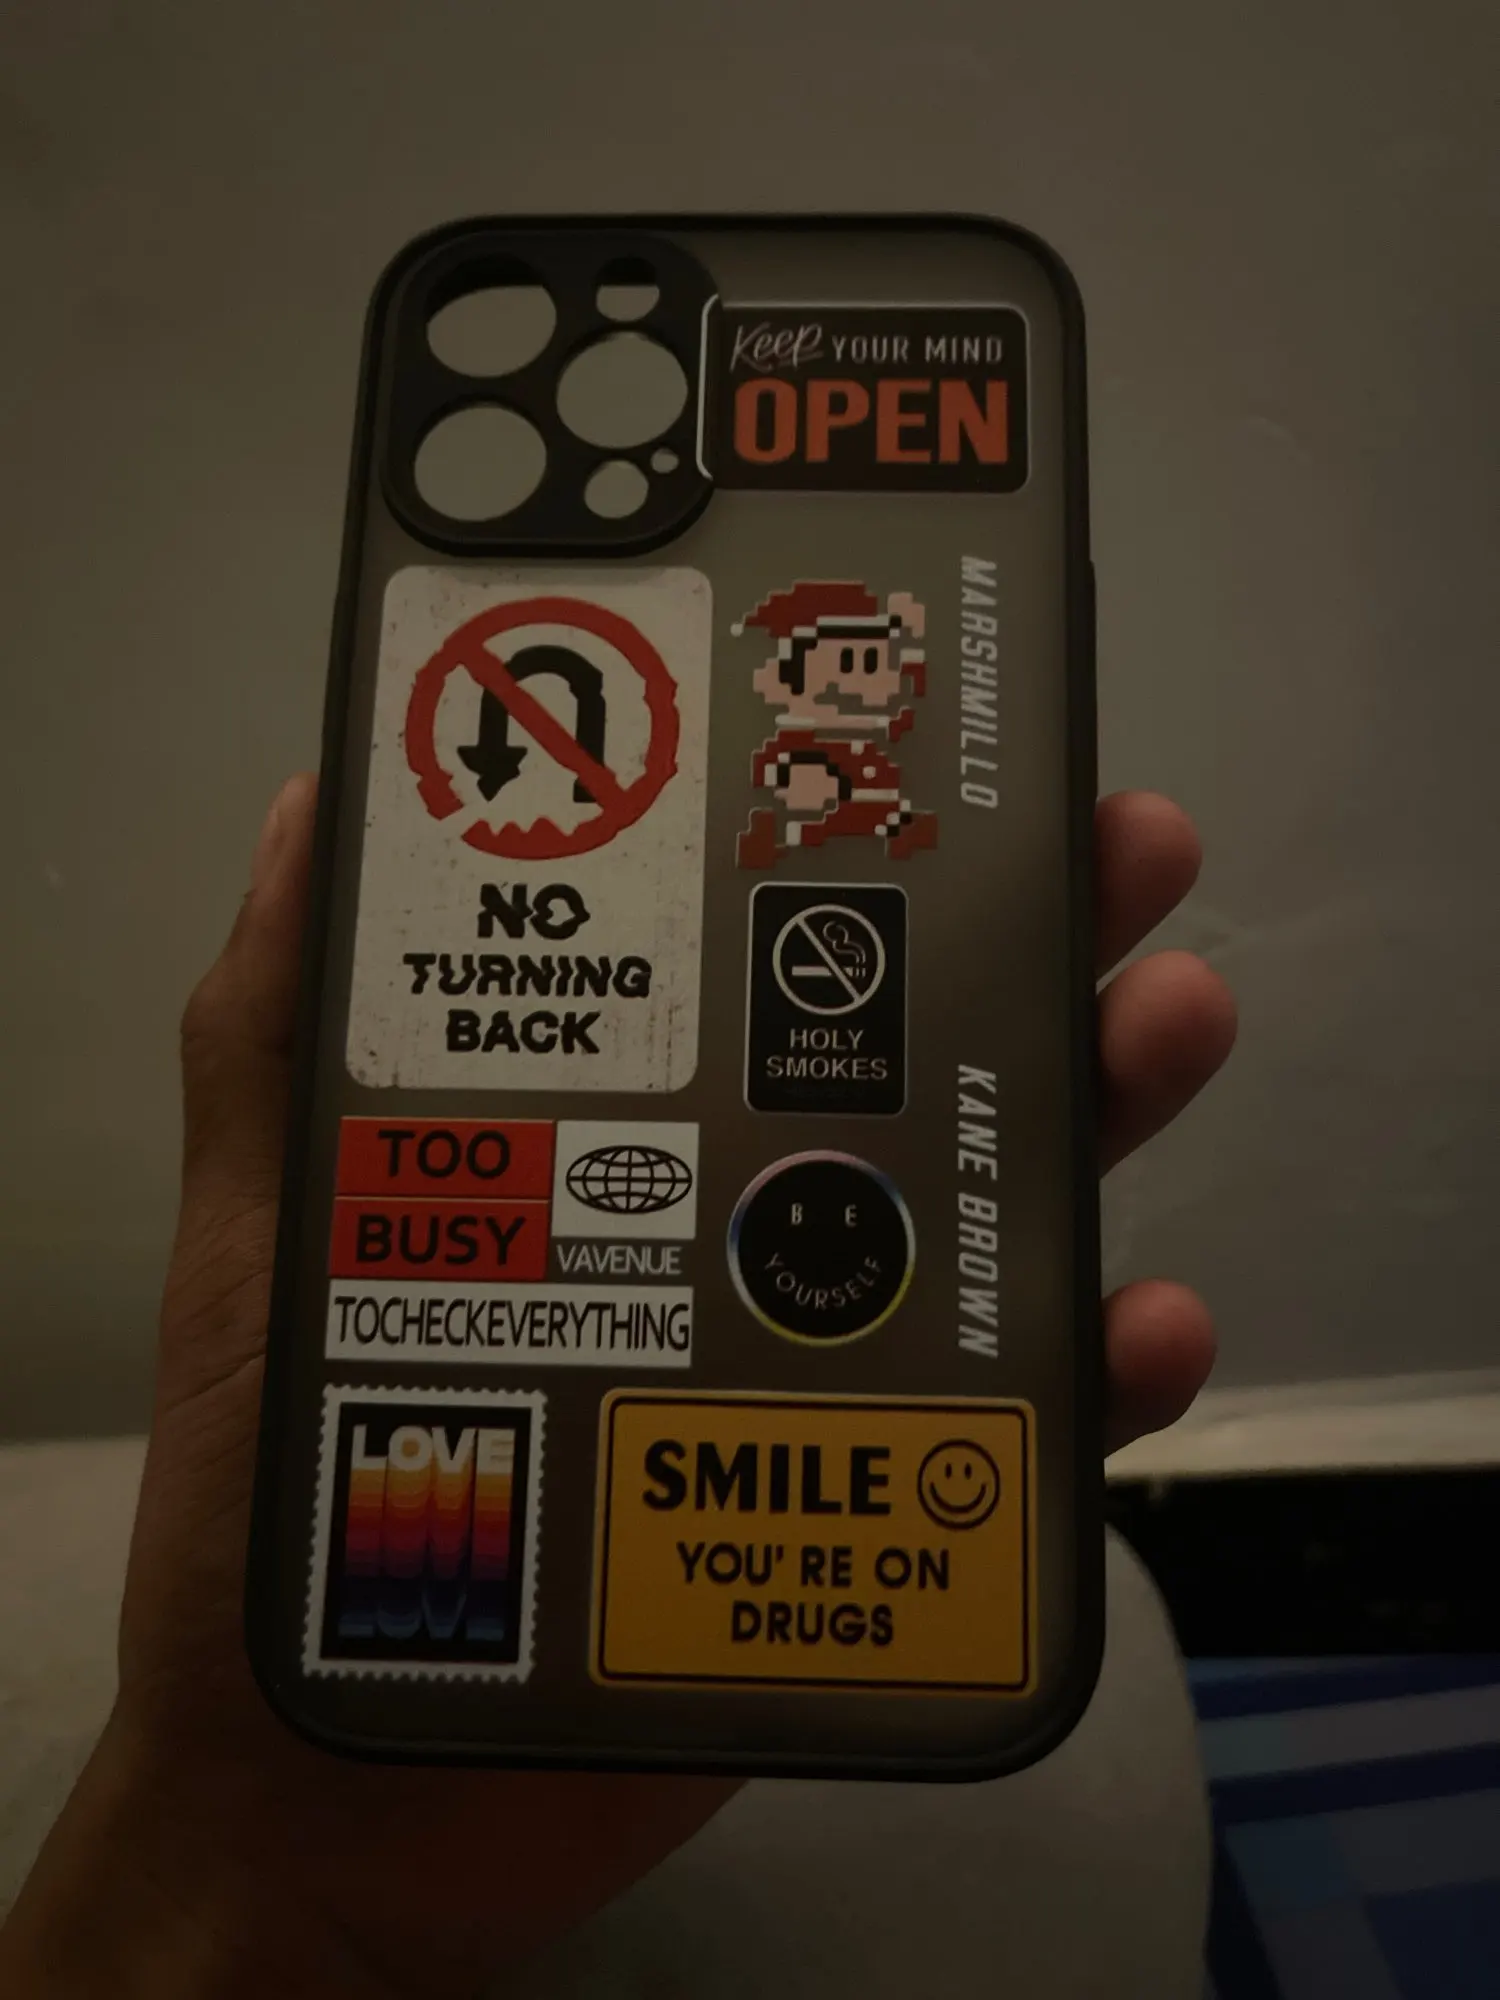 Keep YOUR MIND
OPEN
MARSHMILLO
NO
TURNING
BACK
HOLY
SMOKES
KANE BROWN
TOO
BUSY
VAVENUE
TOCHECKEVERYTHING
B E
YOURSELF
LOVE
LOVE
SMILE
YOU' RE ON
DRUGS